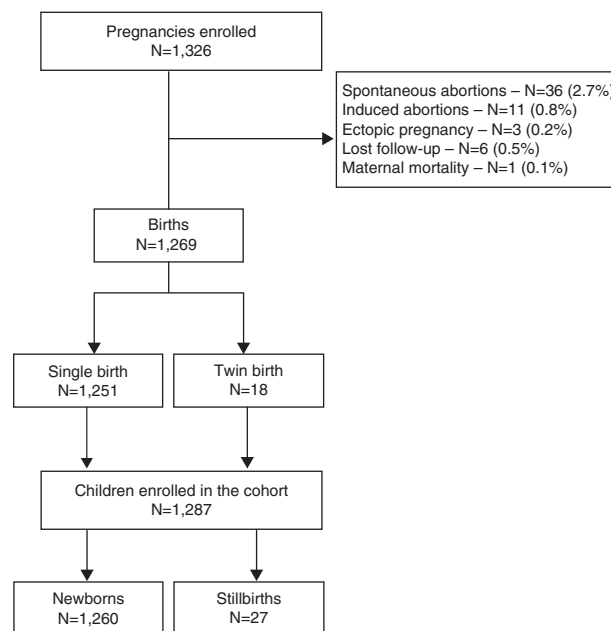 Pregnancies enrolled
N=1,326
Spontaneous abortions – N=36 (2.7%)
Induced abortions – N=11 (0.8%)
Ectopic pregnancy – N=3 (0.2%)
Lost follow-up – N=6 (0.5%)
Maternal mortality – N=1 (0.1%)
Births
N=1,269
Single birth
N=1,251
Twin birth
N=18
Children enrolled in the cohort
N=1,287
Newborns
N=1,260
Stillbirths
N=27